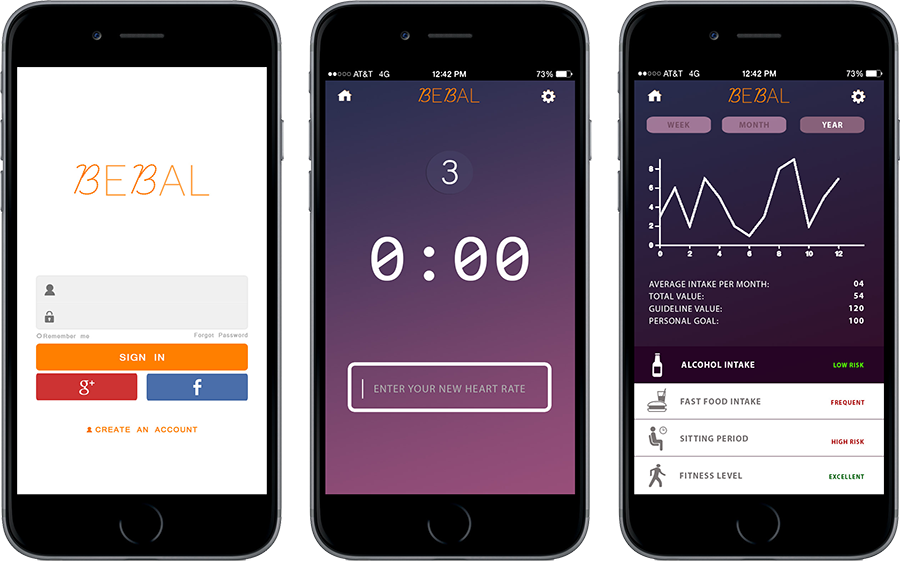 BEBAL
Remember me
Forgot Password
SIGN IN
g+
f
CREATE AN ACCOUNT
AT&T 4G 12:42 PM 73%
BEBAL
3
0:00
ENTER YOUR NEW HEART RATE
AT&T 4G 12:42 PM 73%
BEBAL
WEEK MONTH YEAR
8
6
4
2
0
0 2 4 6 8 10 12
AVERAGE INTAKE PER MONTH: 04
TOTAL VALUE: 54
GUIDELINE VALUE: 120
PERSONAL GOAL: 100
ALCOHOL INTAKE LOW RISK
FAST FOOD INTAKE FREQUENT
SITTING PERIOD HIGH RISK
FITNESS LEVEL EXCELLENT